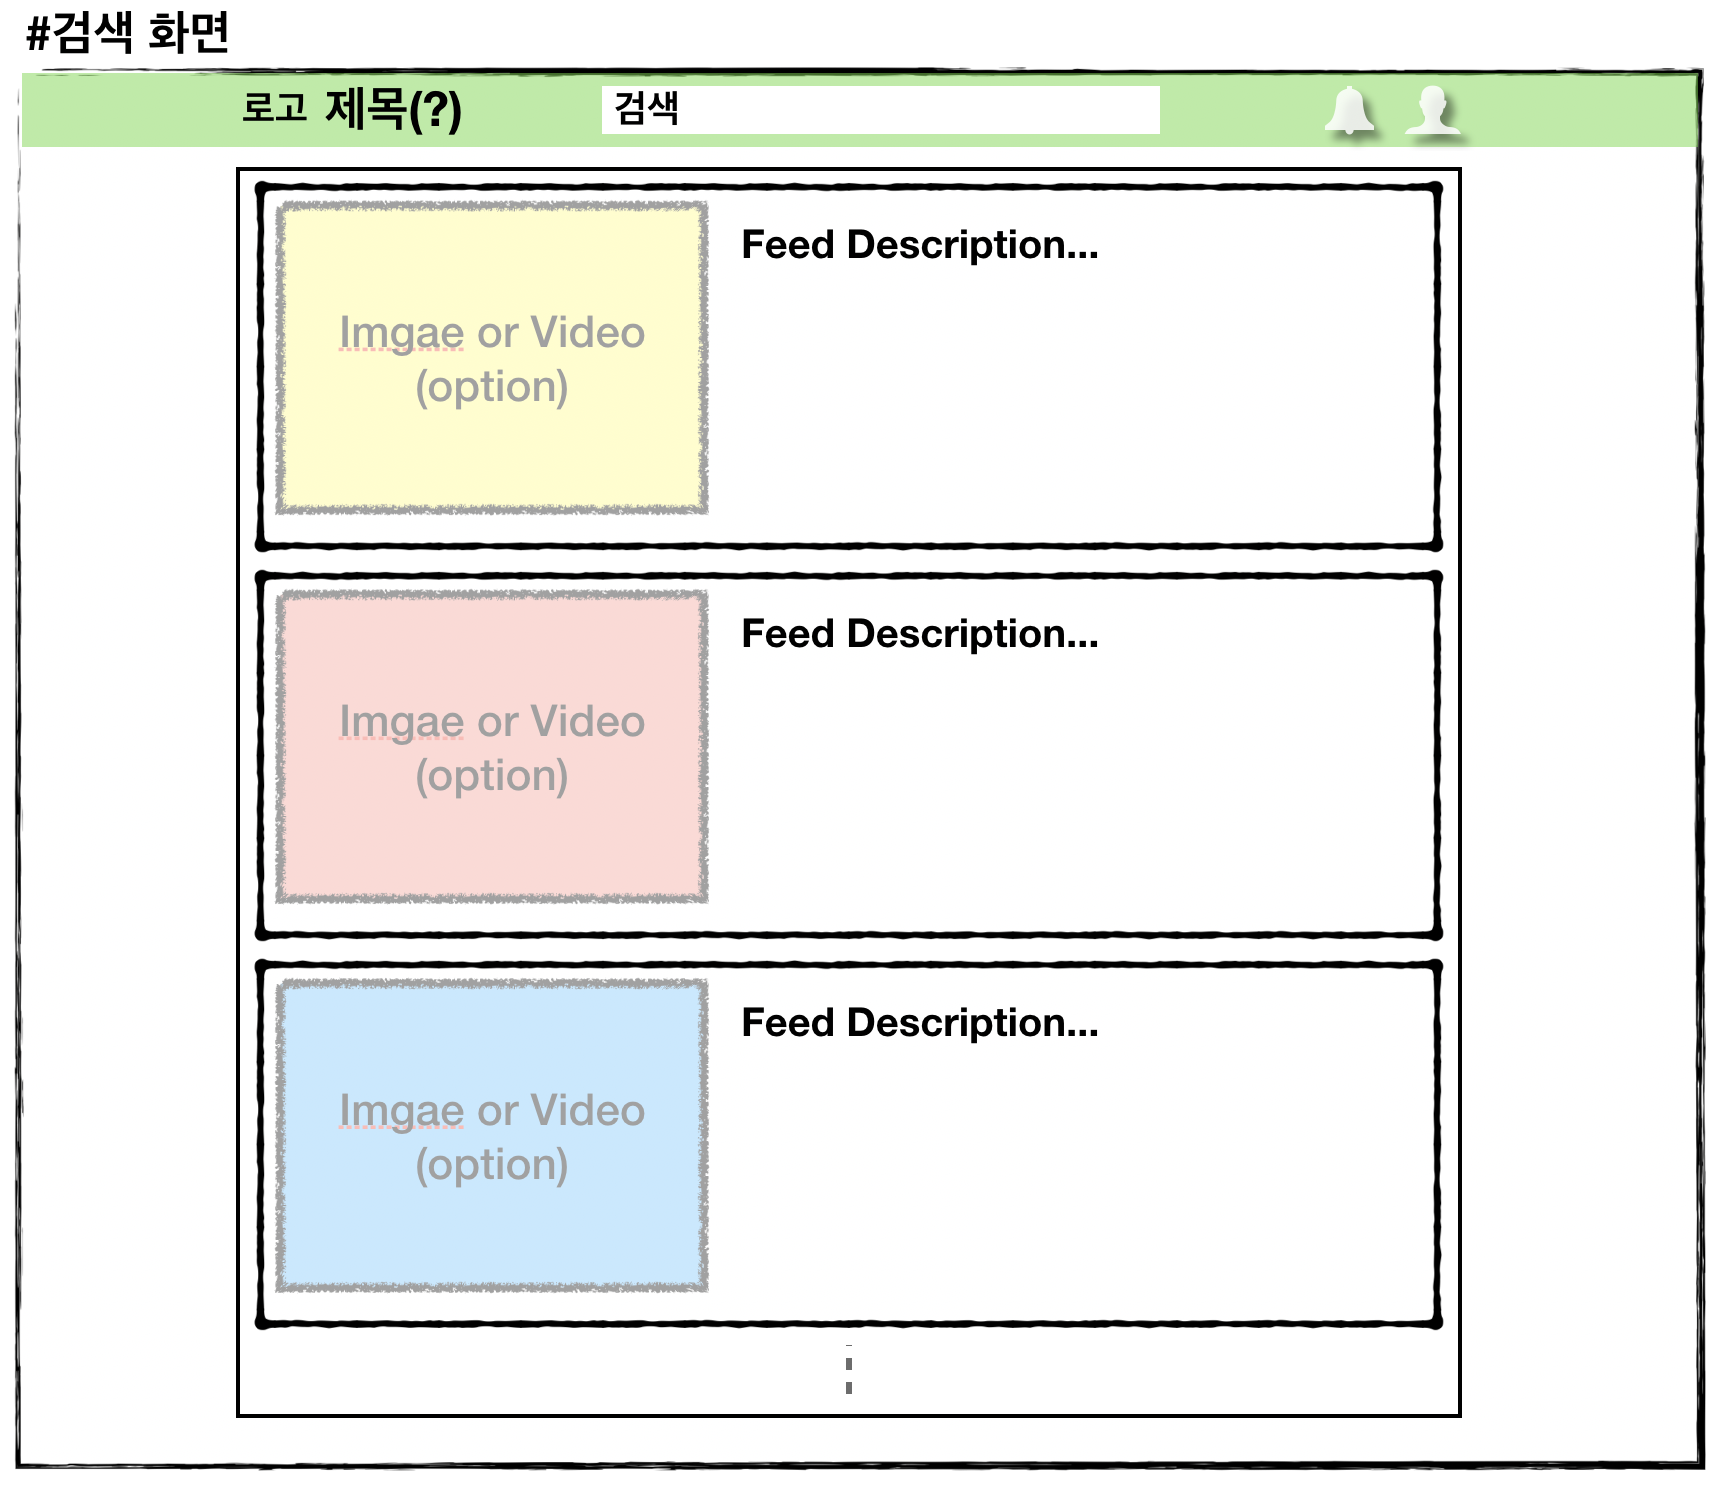 #검색 화면
로고 제목(?) 검색
Feed Description...
Imgae or Video
(option)
Feed Description...
Imgae or Video
(option)
Feed Description...
Imgae or Video
(option)